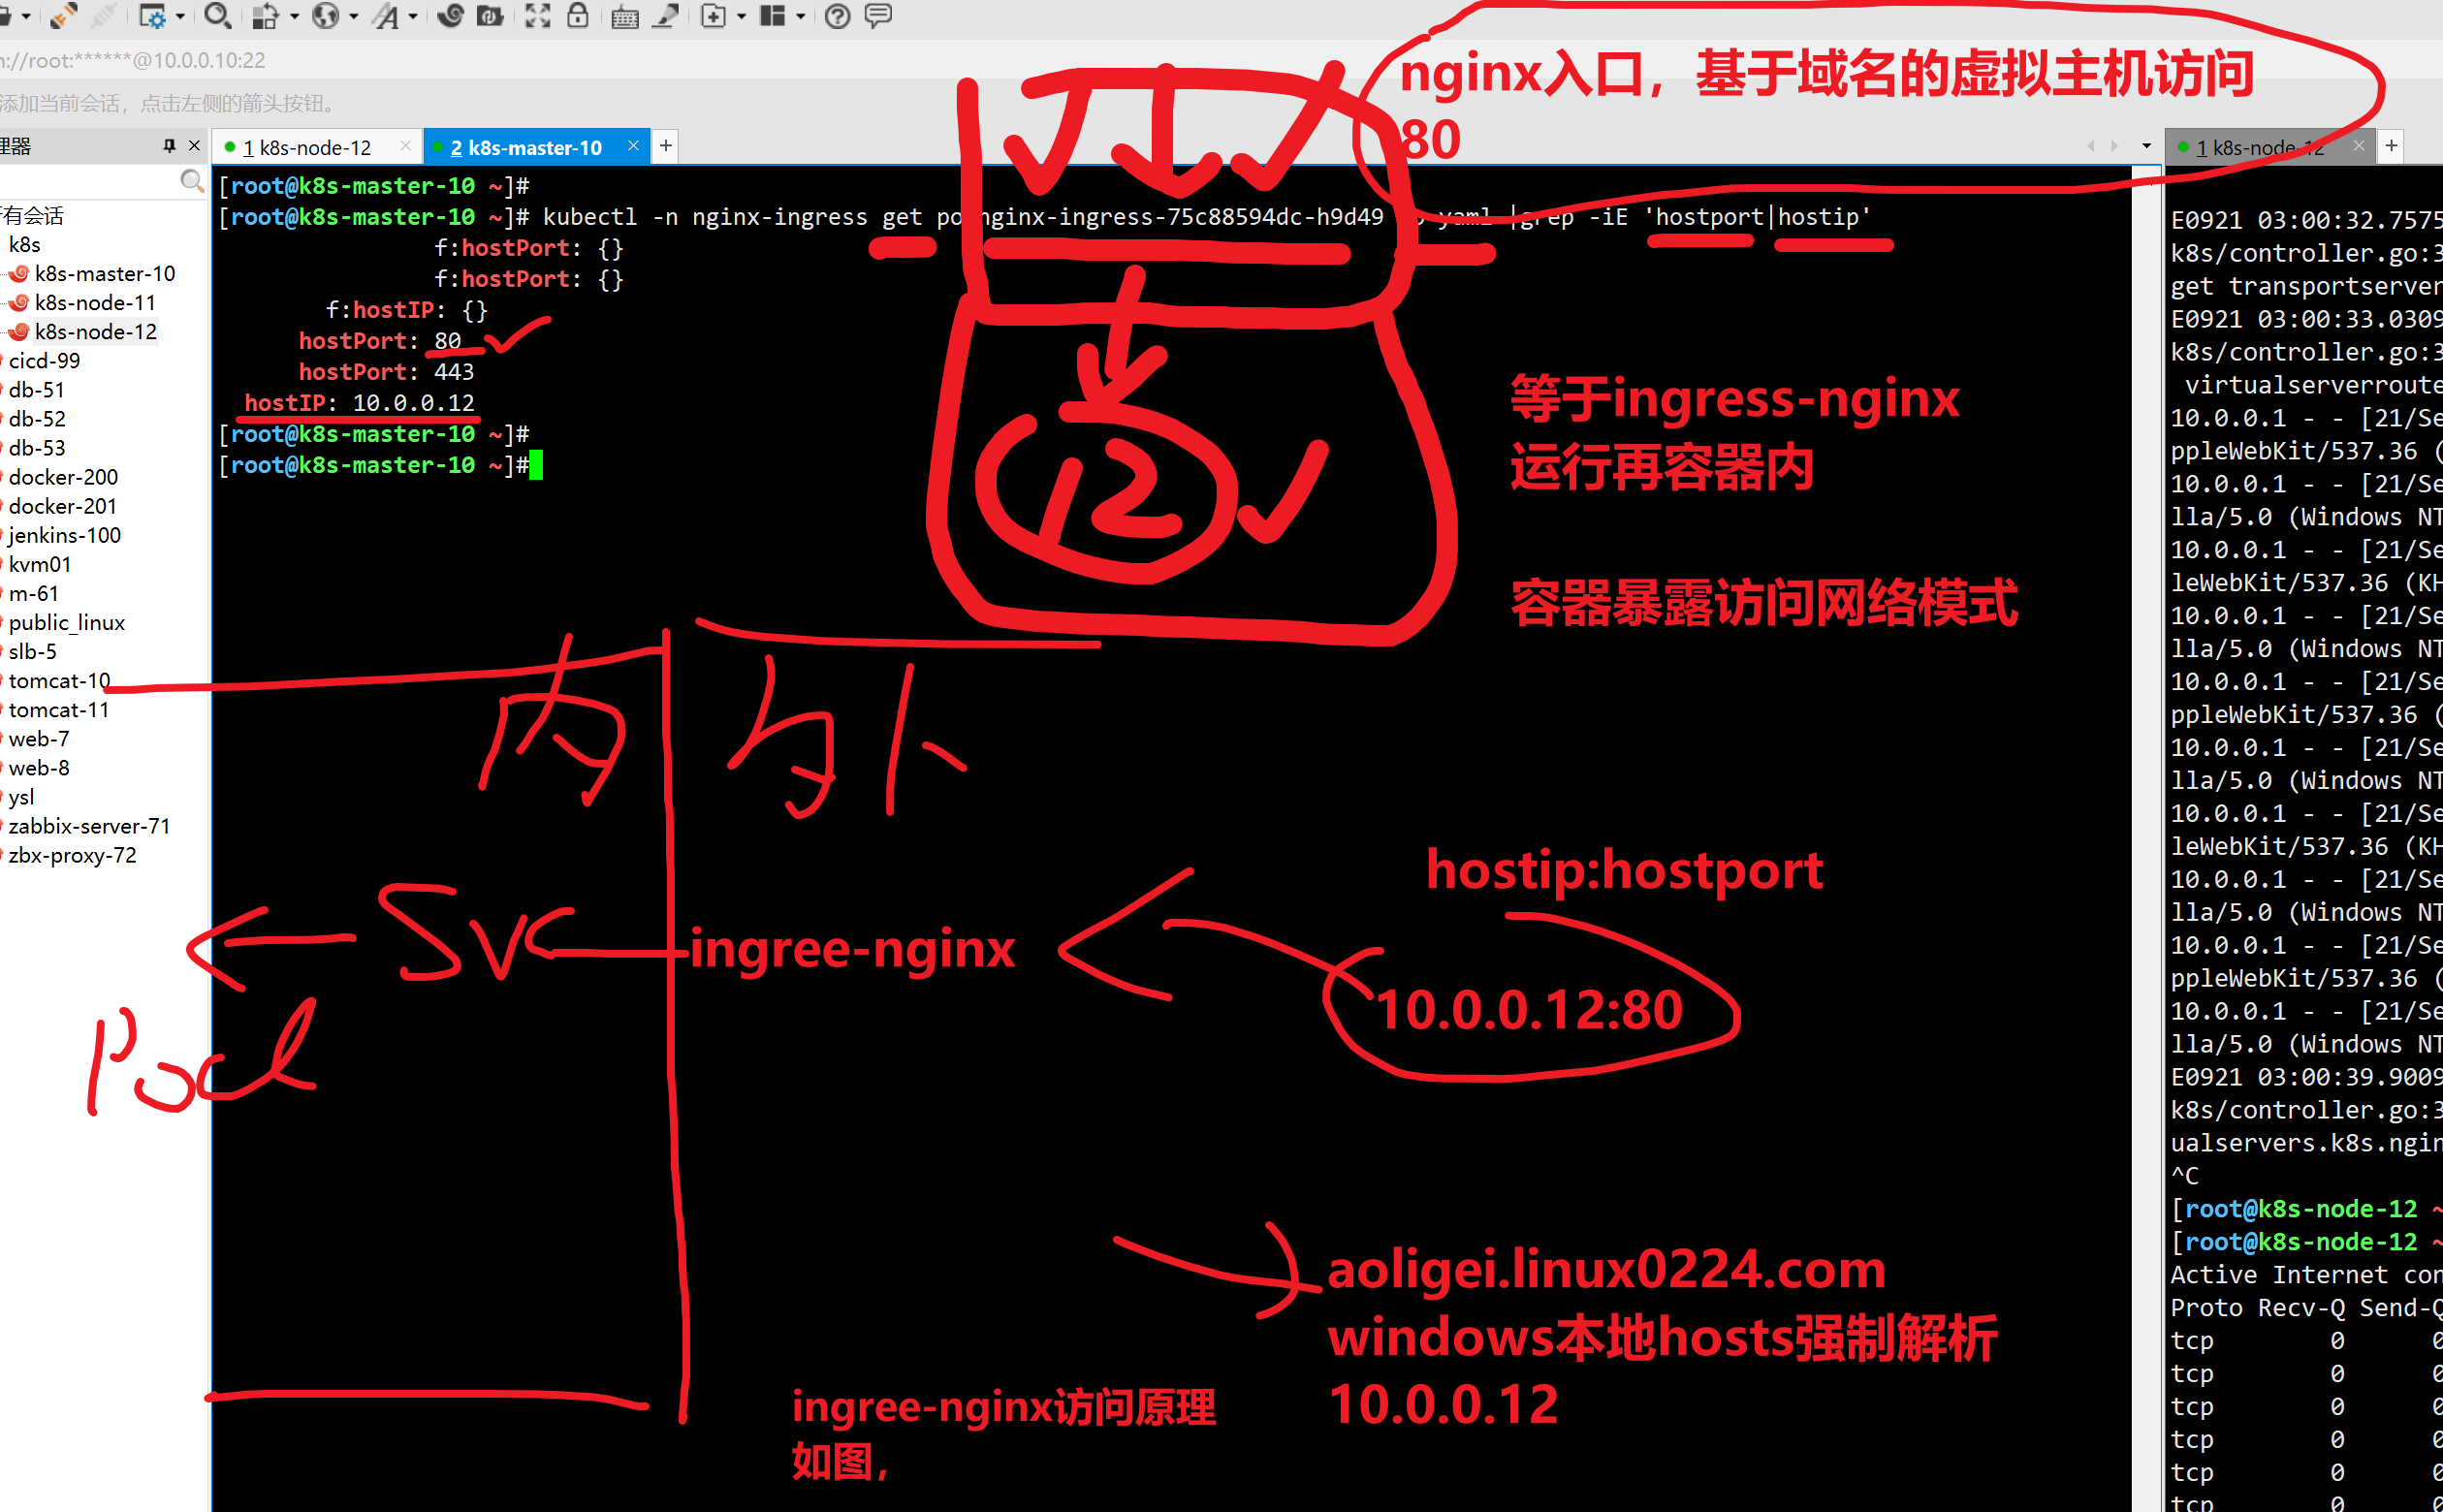 //root:******@10.0.0.10:22
添加当前会话，点击左侧的箭头按钮。
理器
1 k8s-node-12
2 k8s-master-10
1 k8s-node-12
nginx入口，基于域名的虚拟主机访问
80
有会话
k8s
k8s-master-10
k8s-node-11
k8s-node-12
cicd-99
db-51
db-52
db-53
docker-200
docker-201
jenkins-100
kvm01
m-61
public_linux
slb-5
tomcat-10
tomcat-11
web-7
web-8
ysl
zabbix-server-71
zbx-proxy-72
[root@k8s-master-10 ~]#
[root@k8s-master-10 ~]# kubectl -n nginx-ingress get po nginx-ingress-75c88594dc-h9d49 yaml |grep -iE 'hostport|hostip'
f:hostPort: {}
f:hostPort: {}
f:hostIP: {}
hostPort: 80
hostPort: 443
hostIP: 10.0.0.12
[root@k8s-master-10 ~]#
[root@k8s-master-10 ~]#
12
等于ingress-nginx
运行再容器内
容器暴露访问网络模式
内
外
hostip:hostport
Pod
Svc
ingree-nginx
10.0.0.12:80
aoligei.linux0224.com
windows本地hosts强制解析
10.0.0.12
ingree-nginx访问原理
如图，
E0921 03:00:32.7575
k8s/controller.go:3
get transportserver
E0921 03:00:33.0309
k8s/controller.go:3
virtualserverroute
10.0.0.1 - - [21/Se
ppleWebKit/537.36 (
10.0.0.1 - - [21/Se
lla/5.0 (Windows NT
10.0.0.1 - - [21/Se
leWebKit/537.36 (KH
10.0.0.1 - - [21/Se
lla/5.0 (Windows NT
10.0.0.1 - - [21/Se
ppleWebKit/537.36 (
10.0.0.1 - - [21/Se
lla/5.0 (Windows NT
10.0.0.1 - - [21/Se
leWebKit/537.36 (KH
10.0.0.1 - - [21/Se
lla/5.0 (Windows NT
10.0.0.1 - - [21/Se
ppleWebKit/537.36 (
10.0.0.1 - - [21/Se
lla/5.0 (Windows NT
E0921 03:00:39.9009
k8s/controller.go:3
ualservers.k8s.ngin
^C
[root@k8s-node-12 ~
[root@k8s-node-12 ~
Active Internet con
Proto Recv-Q Send-Q
tcp 0 0
tcp 0 0
tcp 0 0
tcp 0 0
tcp 0 0
tcp 0 0